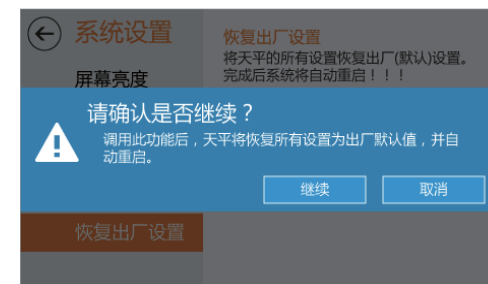 系统设置
恢复出厂设置
将天平的所有设置恢复出厂(默认)设置。
完成后系统将自动重启！！！
屏幕亮度
请确认是否继续？
调用此功能后，天平将恢复所有设置为出厂默认值，并自
动重启。
继续
取消
恢复出厂设置